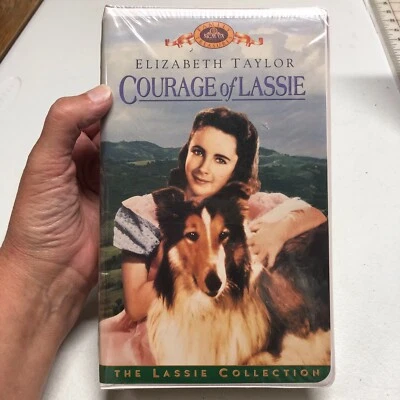 ELIZABETH TAYLOR
COURAGE of LASSIE
THE LASSIE COLLECTION